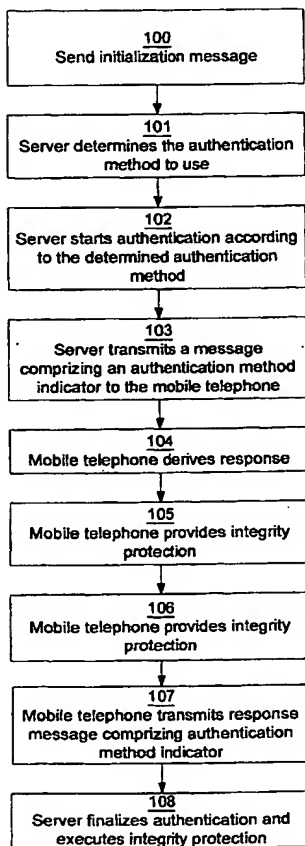 100
Send initialization message
101
Server determines the authentication
method to use
102
Server starts authentication according
to the determined authentication
method
103
Server transmits a message
comprizing an authentication method
indicator to the mobile telephone
104
Mobile telephone derives response
105
Mobile telephone provides integrity
protection
106
Mobile telephone provides integrity
protection
107
Mobile telephone transmits response
message comprizing authentication
method indicator
108
Server finalizes authentication and
executes integrity protection